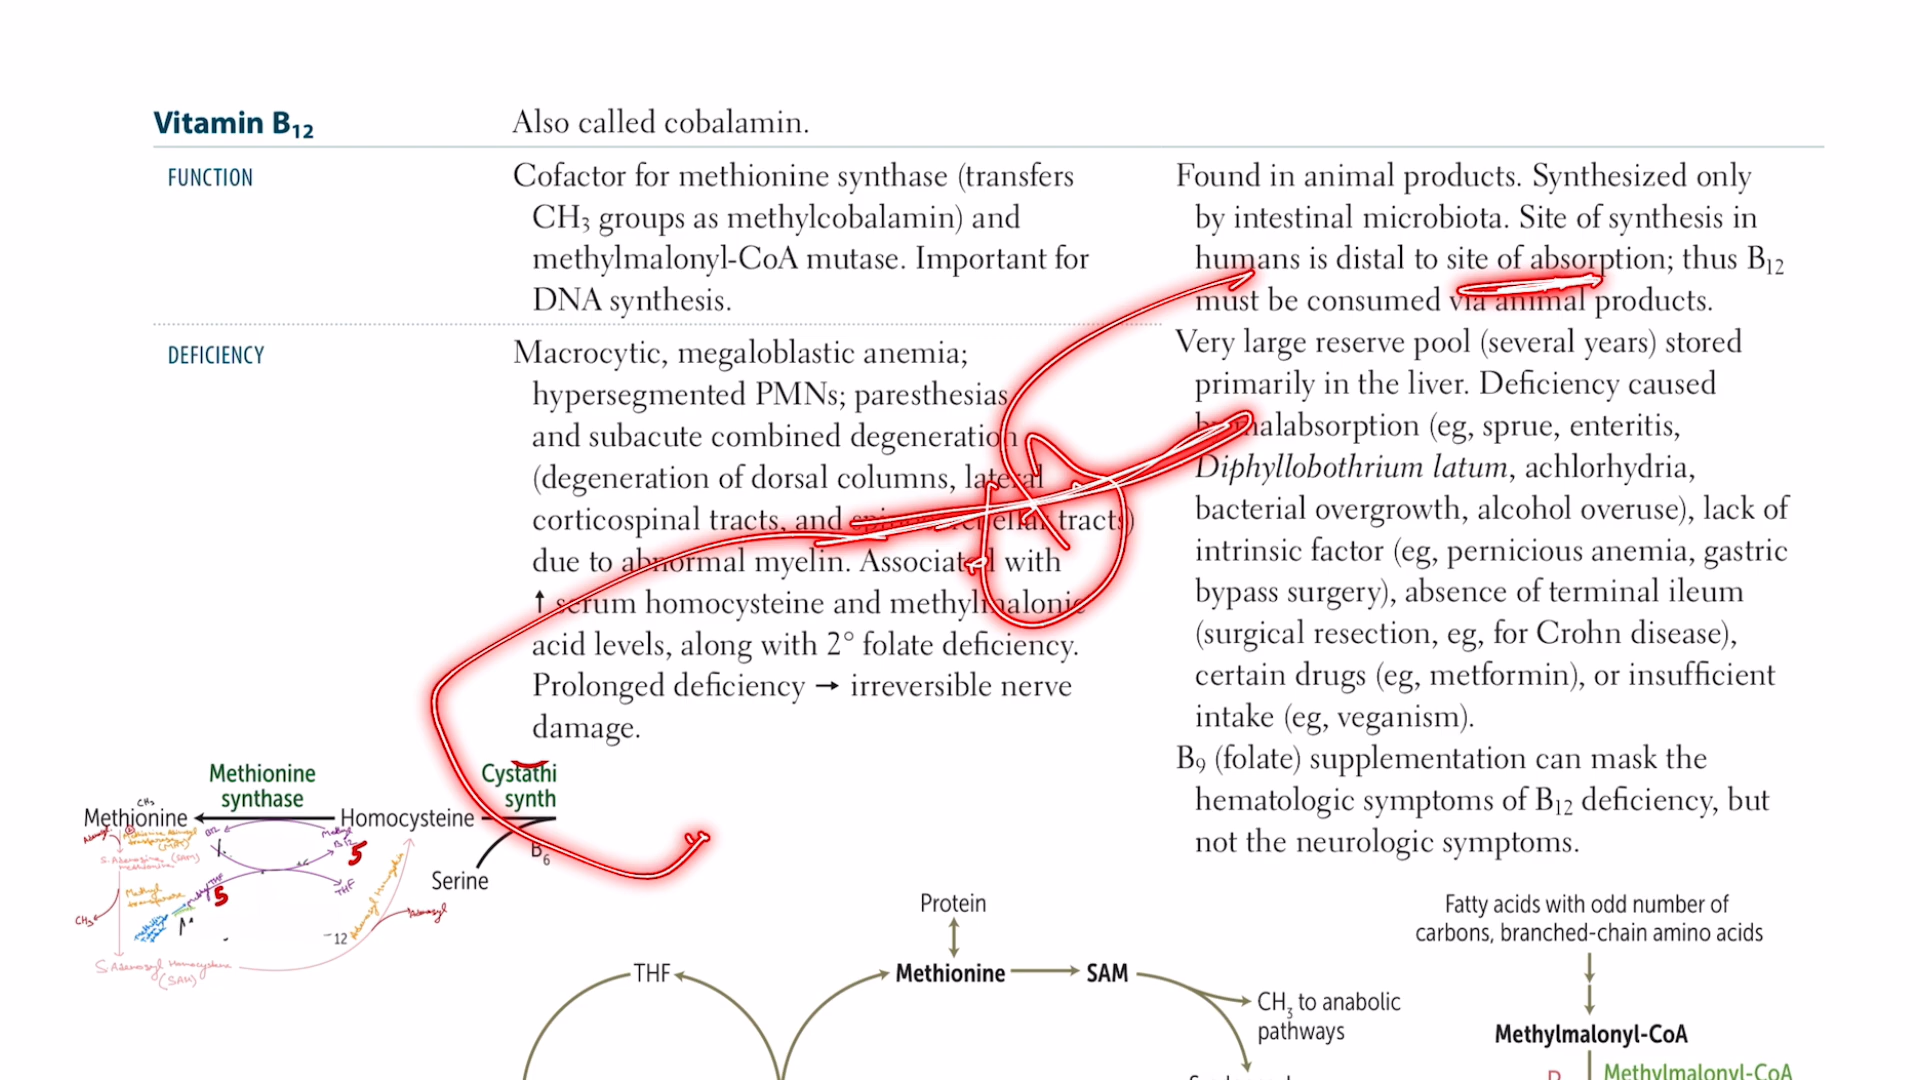 Vitamin B12
Also called cobalamin.
FUNCTION
Cofactor for methionine synthase (transfers
CH3 groups as methylcobalamin) and
methylmalonyl-CoA mutase. Important for
DNA synthesis.
DEFICIENCY
Macrocytic, megaloblastic anemia;
hypersegmented PMNs; paresthesias
and subacute combined degeneration
(degeneration of dorsal columns, lateral
corticospinal tracts, and spinocerebellar tracts)
due to abnormal myelin. Associated with
↑ serum homocysteine and methylmalonic
acid levels, along with 2° folate deficiency.
Prolonged deficiency → irreversible nerve
damage.
Found in animal products. Synthesized only
by intestinal microbiota. Site of synthesis in
humans is distal to site of absorption; thus B12
must be consumed via animal products.
Very large reserve pool (several years) stored
primarily in the liver. Deficiency caused
by malabsorption (eg, sprue, enteritis,
Diphyllobothrium latum, achlorhydria,
bacterial overgrowth, alcohol overuse), lack of
intrinsic factor (eg, pernicious anemia, gastric
bypass surgery), absence of terminal ileum
(surgical resection, eg, for Crohn disease),
certain drugs (eg, metformin), or insufficient
intake (eg, veganism).
B9 (folate) supplementation can mask the
hematologic symptoms of B12 deficiency, but
not the neurologic symptoms.
Methionine
synthase
Cystathi
synth
CH3
Methionine
Homocysteine
B12
B12
5
B6
Serine
THF
5
CH3
12
S-Adenosyl Homocysteine
(SAH)
Protein
THF
Methionine
SAM
CH3 to anabolic
pathways
Fatty acids with odd number of
carbons, branched-chain amino acids
Methylmalonyl-CoA
Methylmalonyl-CoA